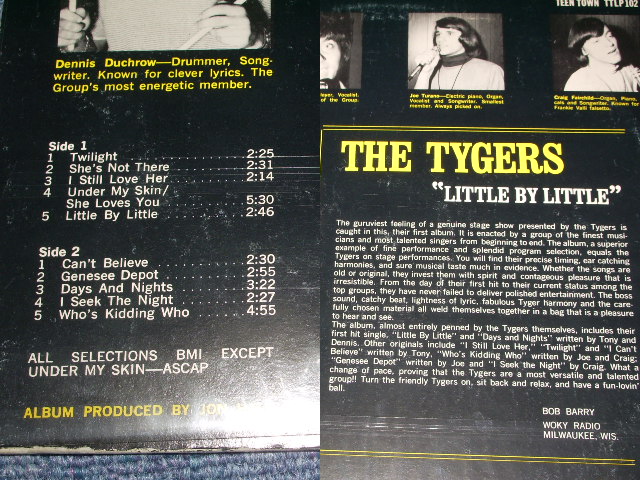 Dennis Duchrow—Drummer, Song-
writer. Known for clever lyrics. The
Group's most energetic member.
Side 1
1 Twilight 2:25
2 She's Not There 2:31
3 I Still Love Her 2:14
4 Under My Skin/
She Loves You 5:30
5 Little By Little 2:46
Side 2
1 Can't Believe 2:30
2 Genesee Depot 2:55
3 Days And Nights 3:22
4 I Seek The Night 2:27
5 Who's Kidding Who 4:55
ALL SELECTIONS BMI EXCEPT
UNDER MY SKIN—ASCAP
ALBUM PRODUCED BY
TEEN TOWN TTLP 102
layer, Vocalist.
of the Group.
Joe Turano—Electric piano, Organ,
Vocalist and Songwriter. Smallest
member. Always picked on.
Craig Fairchild—Organ, Piano,
cals and Songwriter. Known for
Frankie Valli falsetto.
THE TYGERS
"LITTLE BY LITTLE"
The guruviest feeling of a genuine stage show presented by the Tygers is
caught in this, their first album. It is enacted by a group of the finest musi-
cians and most talented singers from beginning to end. The album, a superior
example of fine performance and splendid program selection, equals the
Tygers on stage performances. You will find their precise timing, ear catching
harmonies, and sure musical taste much in evidence. Whether the songs are
old or original, they invest them with spirit and contageous pleasure that is
irresistible. From the day of their first hit to their current status among the
top groups, they have never failed to deliver polished entertainment. The boss
sound, catchy beat, lightness of lyric, fabulous Tyger harmony and the care-
fully chosen material all weld themselves together in a bag that is a pleasure
to hear and see.
The album, almost entirely penned by the Tygers themselves, includes their
first hit single, "Little By Little" and "Days and Nights" written by Tony and
Dennis. Other originals include "I Still Love Her," "Twilight" and "I Can't
Believe" written by Tony, "Who's Kidding Who" written by Joe and Craig;
"Genesee Depot" written by Joe and "I Seek the Night" by Craig. What a
change of pace, proving that the Tygers are a most versatile and talented
group!! Turn the friendly Tygers on, sit back and relax, and have a fun-lovin'
ball.
BOB BARRY
WOKY RADIO
MILWAUKEE, WIS.